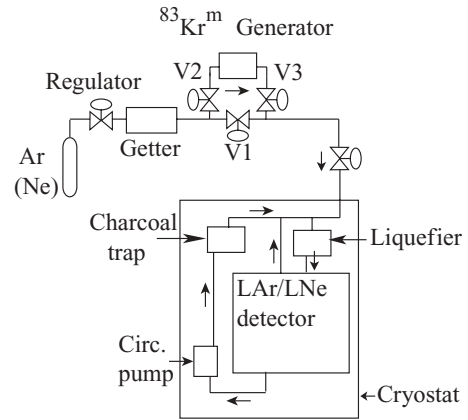 ⁸³Krᵐ Generator
V2 V3
Regulator
Getter
V1
Ar
(Ne)
Charcoal
trap
Liquefier
LAr/LNe
detector
Circ.
pump
Cryostat